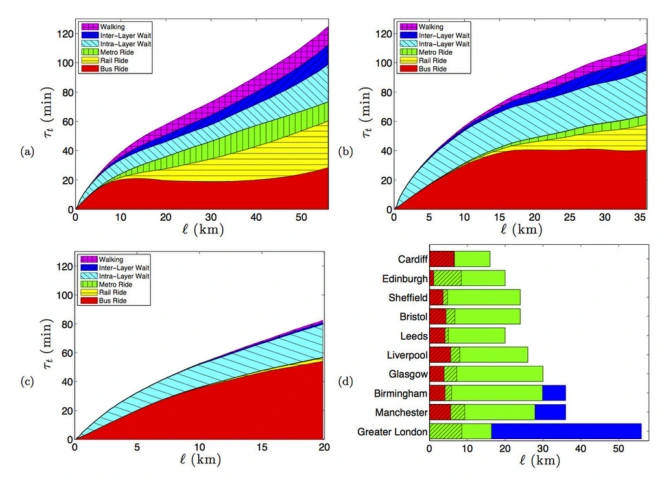 Walking
Inter-Layer Wait
Intra-Layer Wait
Metro Ride
Rail Ride
Bus Ride
120
100
80
60
40
20
0
τt (min)
(a)
0 10 20 30 40 50
ℓ (km)
Walking
Inter-Layer Wait
Intra-Layer Wait
Metro Ride
Rail Ride
Bus Ride
120
100
80
60
40
20
0
τt (min)
(b)
0 5 10 15 20 25 30 35
ℓ (km)
Walking
Inter-Layer Wait
Intra-Layer Wait
Metro Ride
Rail Ride
Bus Ride
120
100
80
60
40
20
0
τt (min)
(c)
0 5 10 15 20
ℓ (km)
(d)
Cardiff
Edinburgh
Sheffield
Bristol
Leeds
Liverpool
Glasgow
Birmingham
Manchester
Greater London
0 10 20 30 40 50
ℓ (km)